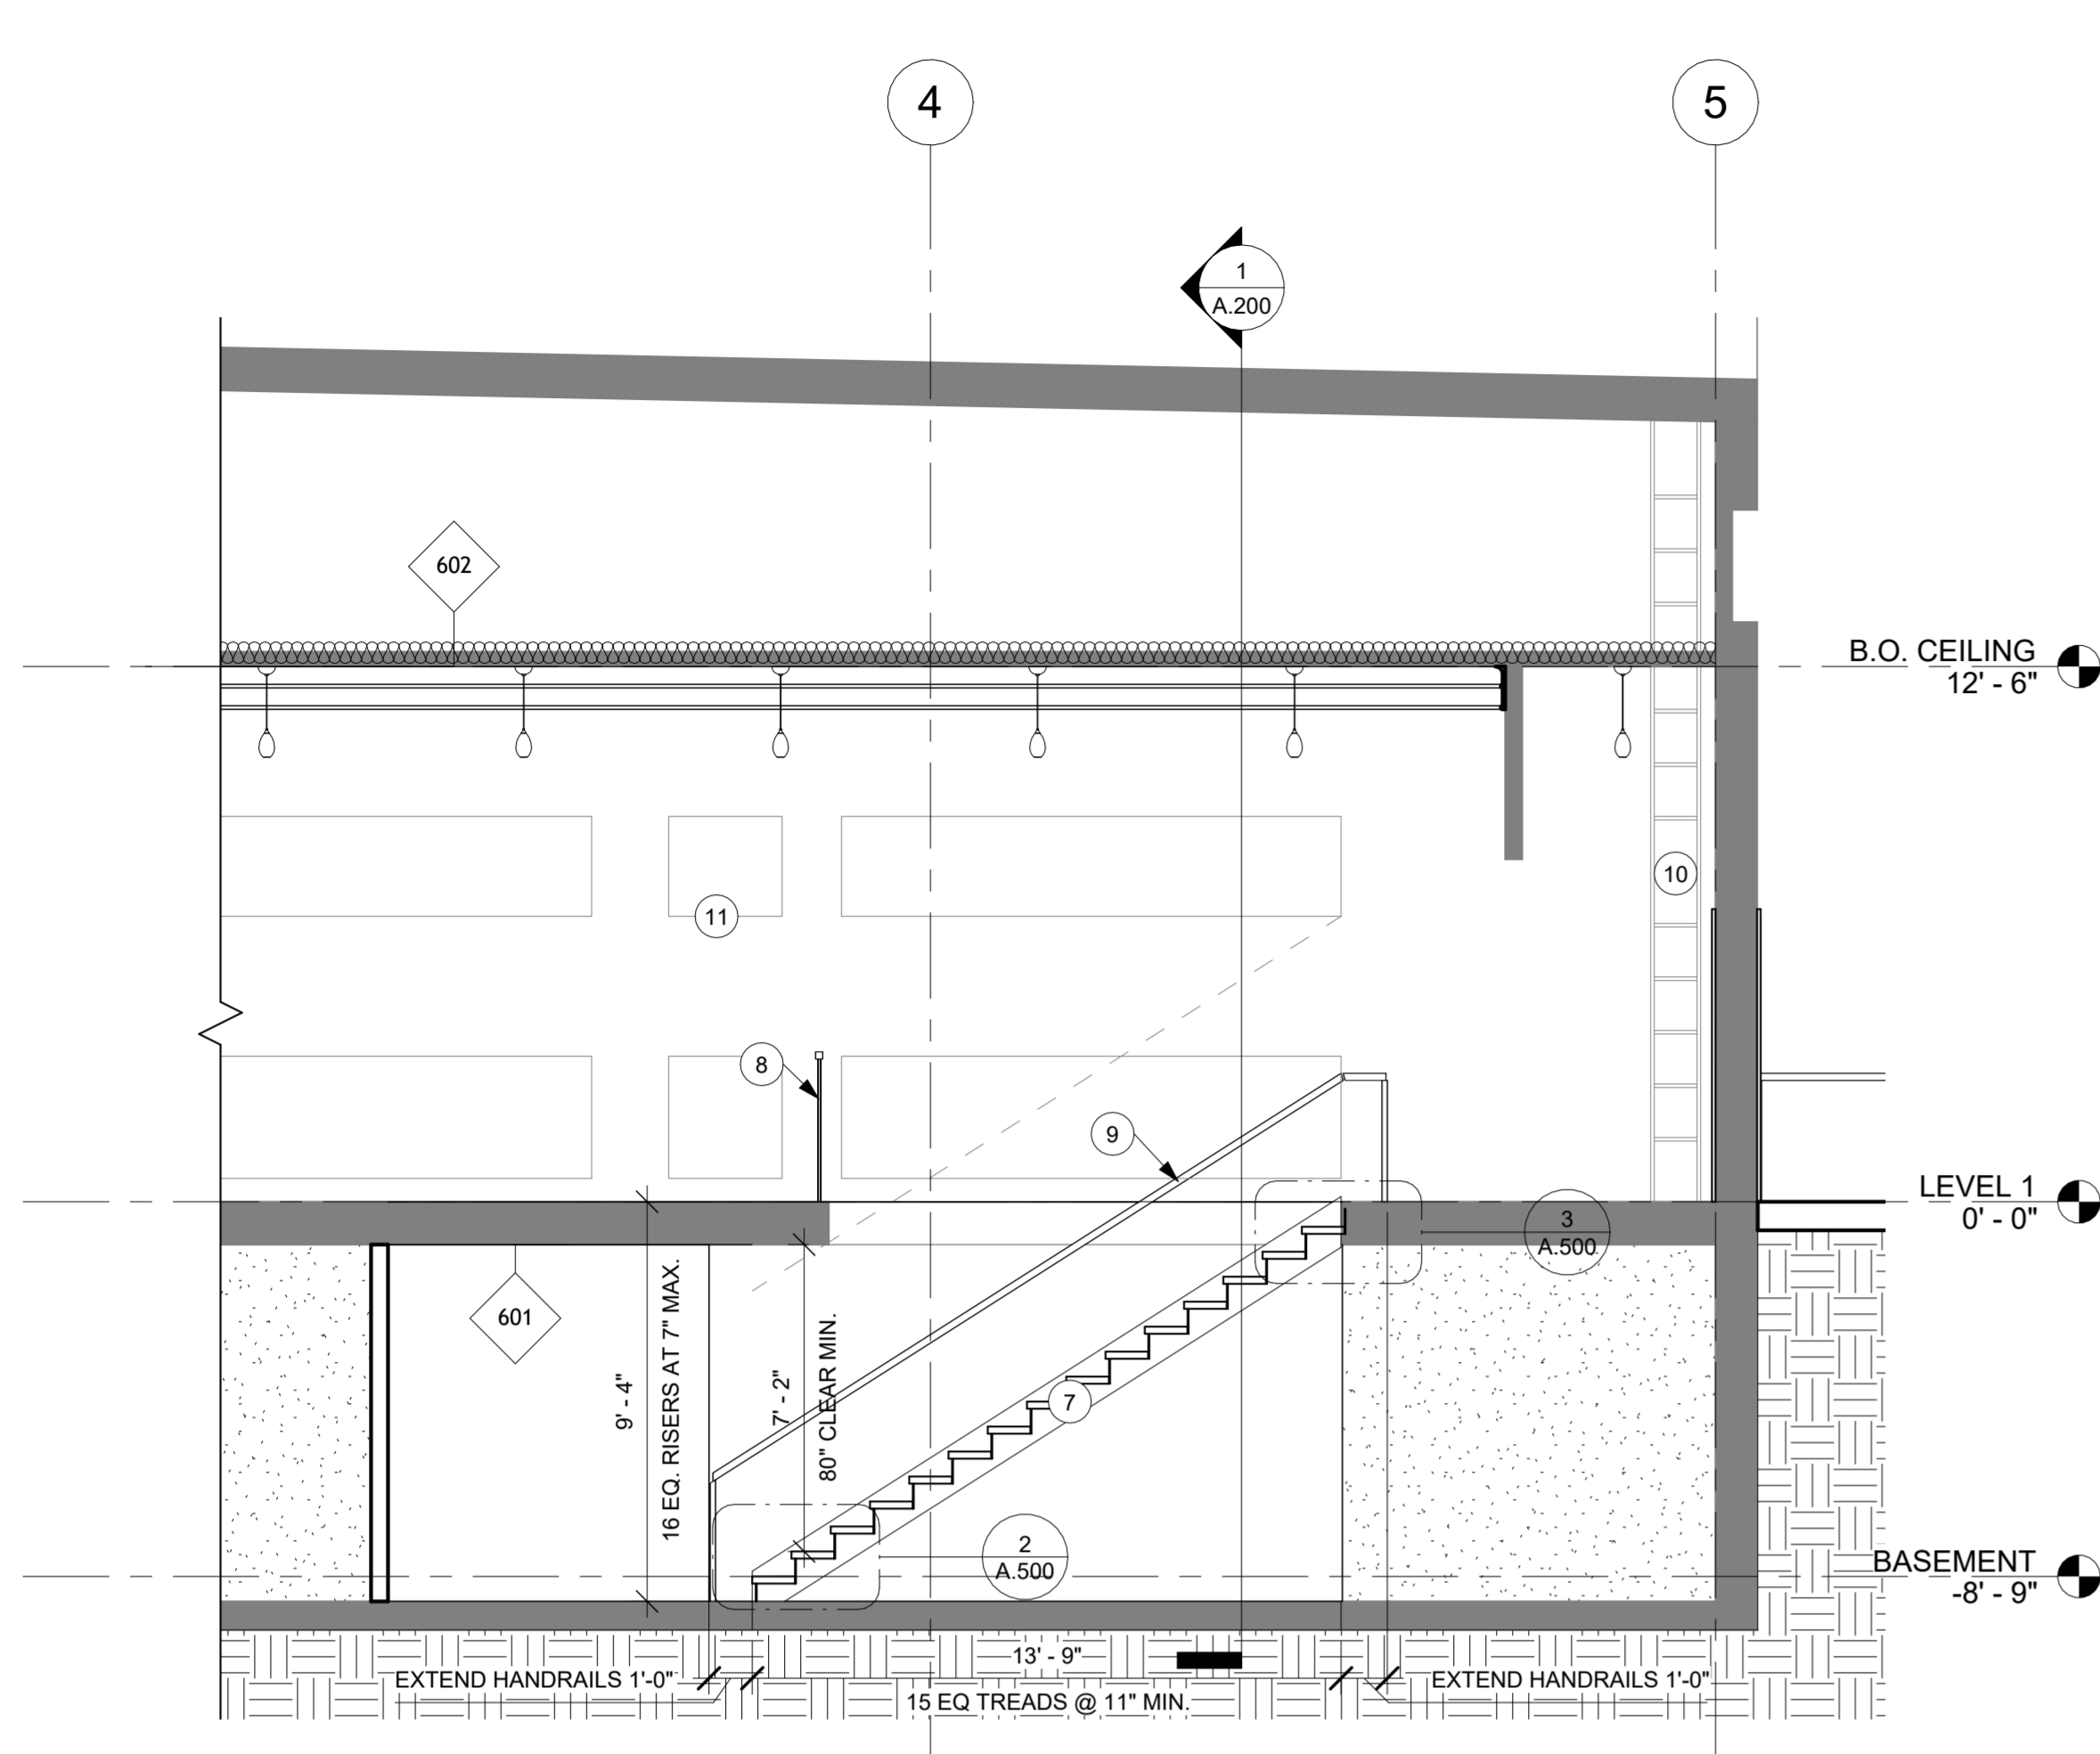 4
5
1
A.200
602
B.O. CEILING
12' - 6"
10
11
8
9
LEVEL 1
0' - 0"
3
A.500
601
9' - 4"
16 EQ. RISERS AT 7" MAX.
7' - 2"
80" CLEAR MIN.
7
2
A.500
BASEMENT
-8' - 9"
13' - 9"
EXTEND HANDRAILS 1'-0"
EXTEND HANDRAILS 1'-0"
15 EQ TREADS @ 11" MIN.